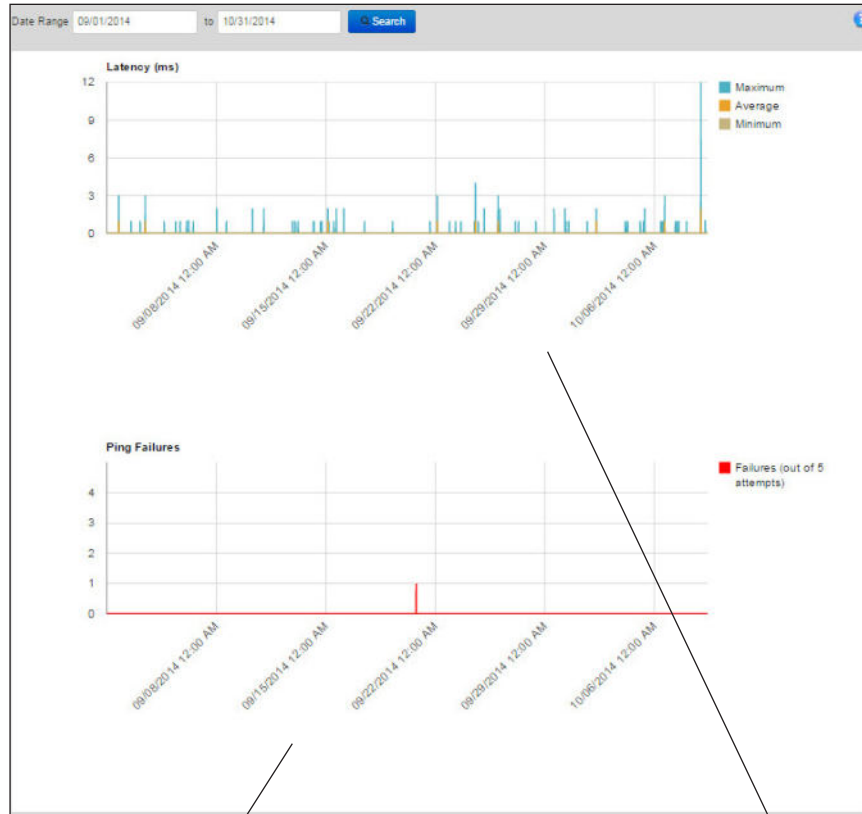 Date Range 09/01/2014 to 10/31/2014 Search
Latency (ms)
12
9
6
3
0
Maximum
Average
Minimum
09/08/2014 12:00 AM
09/15/2014 12:00 AM
09/22/2014 12:00 AM
09/29/2014 12:00 AM
10/06/2014 12:00 AM
Ping Failures
4
3
2
1
0
Failures (out of 5
attempts)
09/08/2014 12:00 AM
09/15/2014 12:00 AM
09/22/2014 12:00 AM
09/29/2014 12:00 AM
10/06/2014 12:00 AM